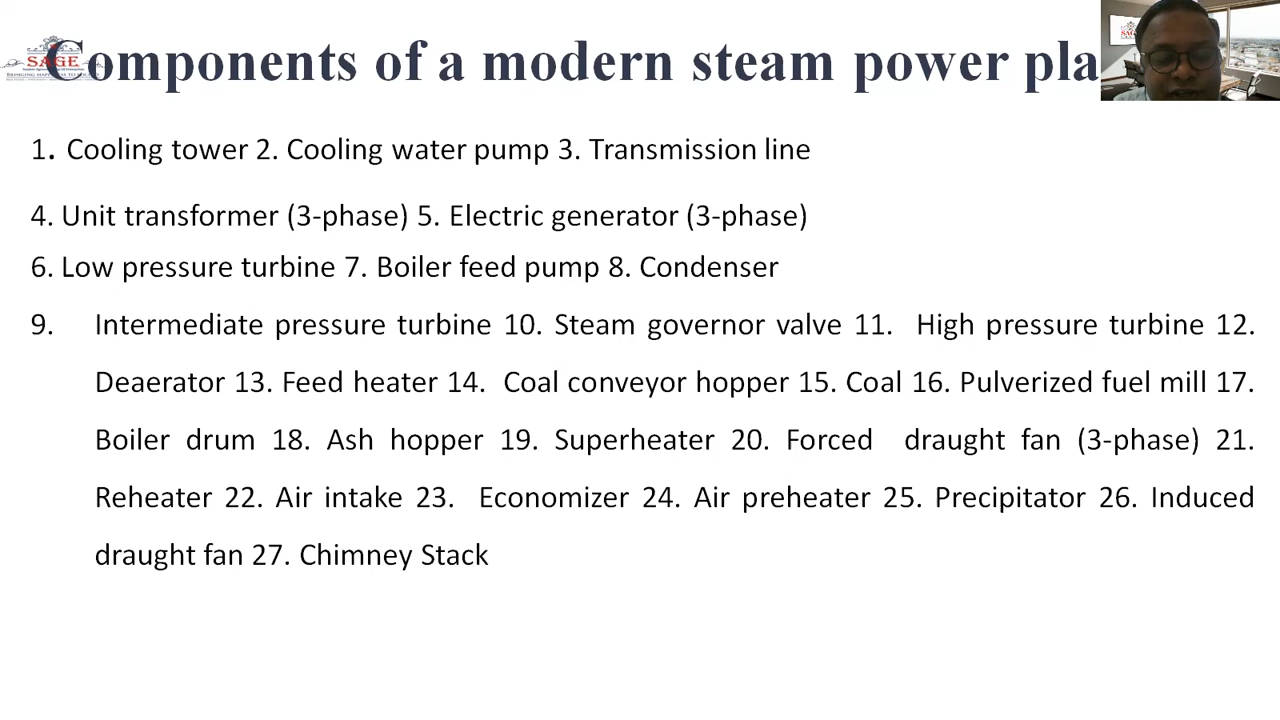 SAGE
BRINGING HAPPINESS TO SOCIETY
Components of a modern steam power pla
1. Cooling tower 2. Cooling water pump 3. Transmission line
4. Unit transformer (3-phase) 5. Electric generator (3-phase)
6. Low pressure turbine 7. Boiler feed pump 8. Condenser
9. Intermediate pressure turbine 10. Steam governor valve 11. High pressure turbine 12.
Deaerator 13. Feed heater 14. Coal conveyor hopper 15. Coal 16. Pulverized fuel mill 17.
Boiler drum 18. Ash hopper 19. Superheater 20. Forced draught fan (3-phase) 21.
Reheater 22. Air intake 23. Economizer 24. Air preheater 25. Precipitator 26. Induced
draught fan 27. Chimney Stack